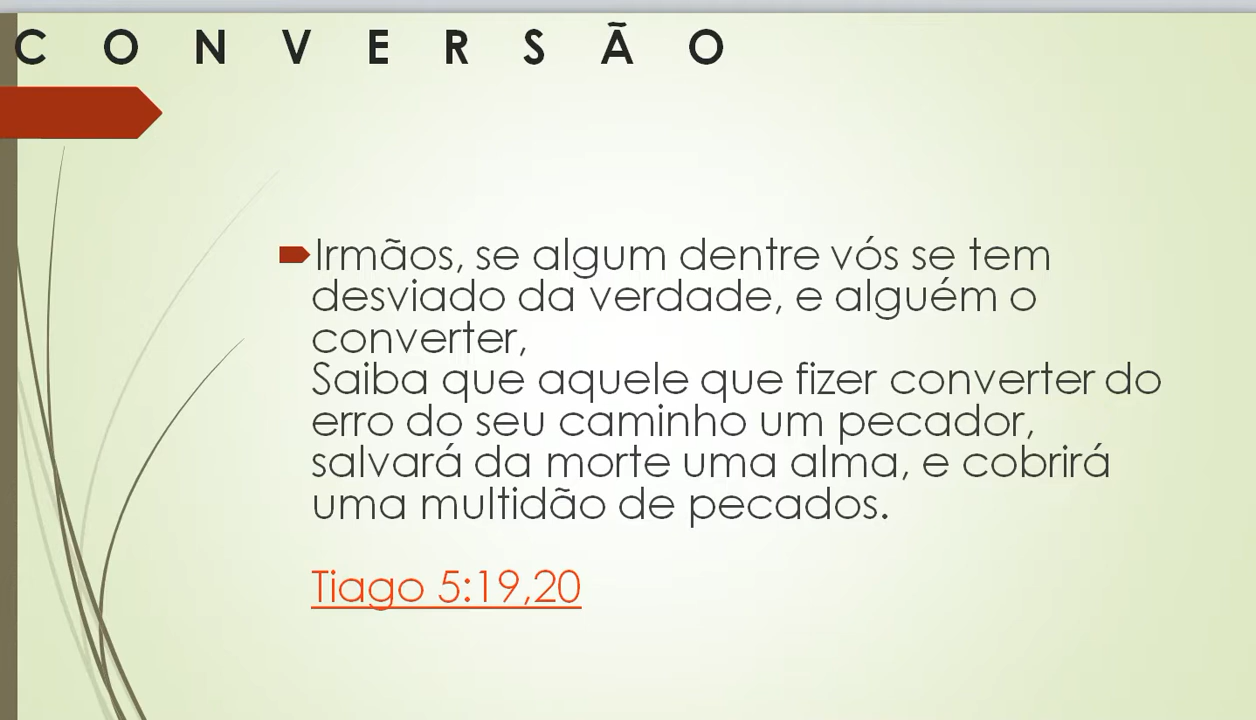 C O N V E R S Ã O
Irmãos, se algum dentre vós se tem
desviado da verdade, e alguém o
converter,
Saiba que aquele que fizer converter do
erro do seu caminho um pecador,
salvará da morte uma alma, e cobrirá
uma multidão de pecados.
Tiago 5:19,20